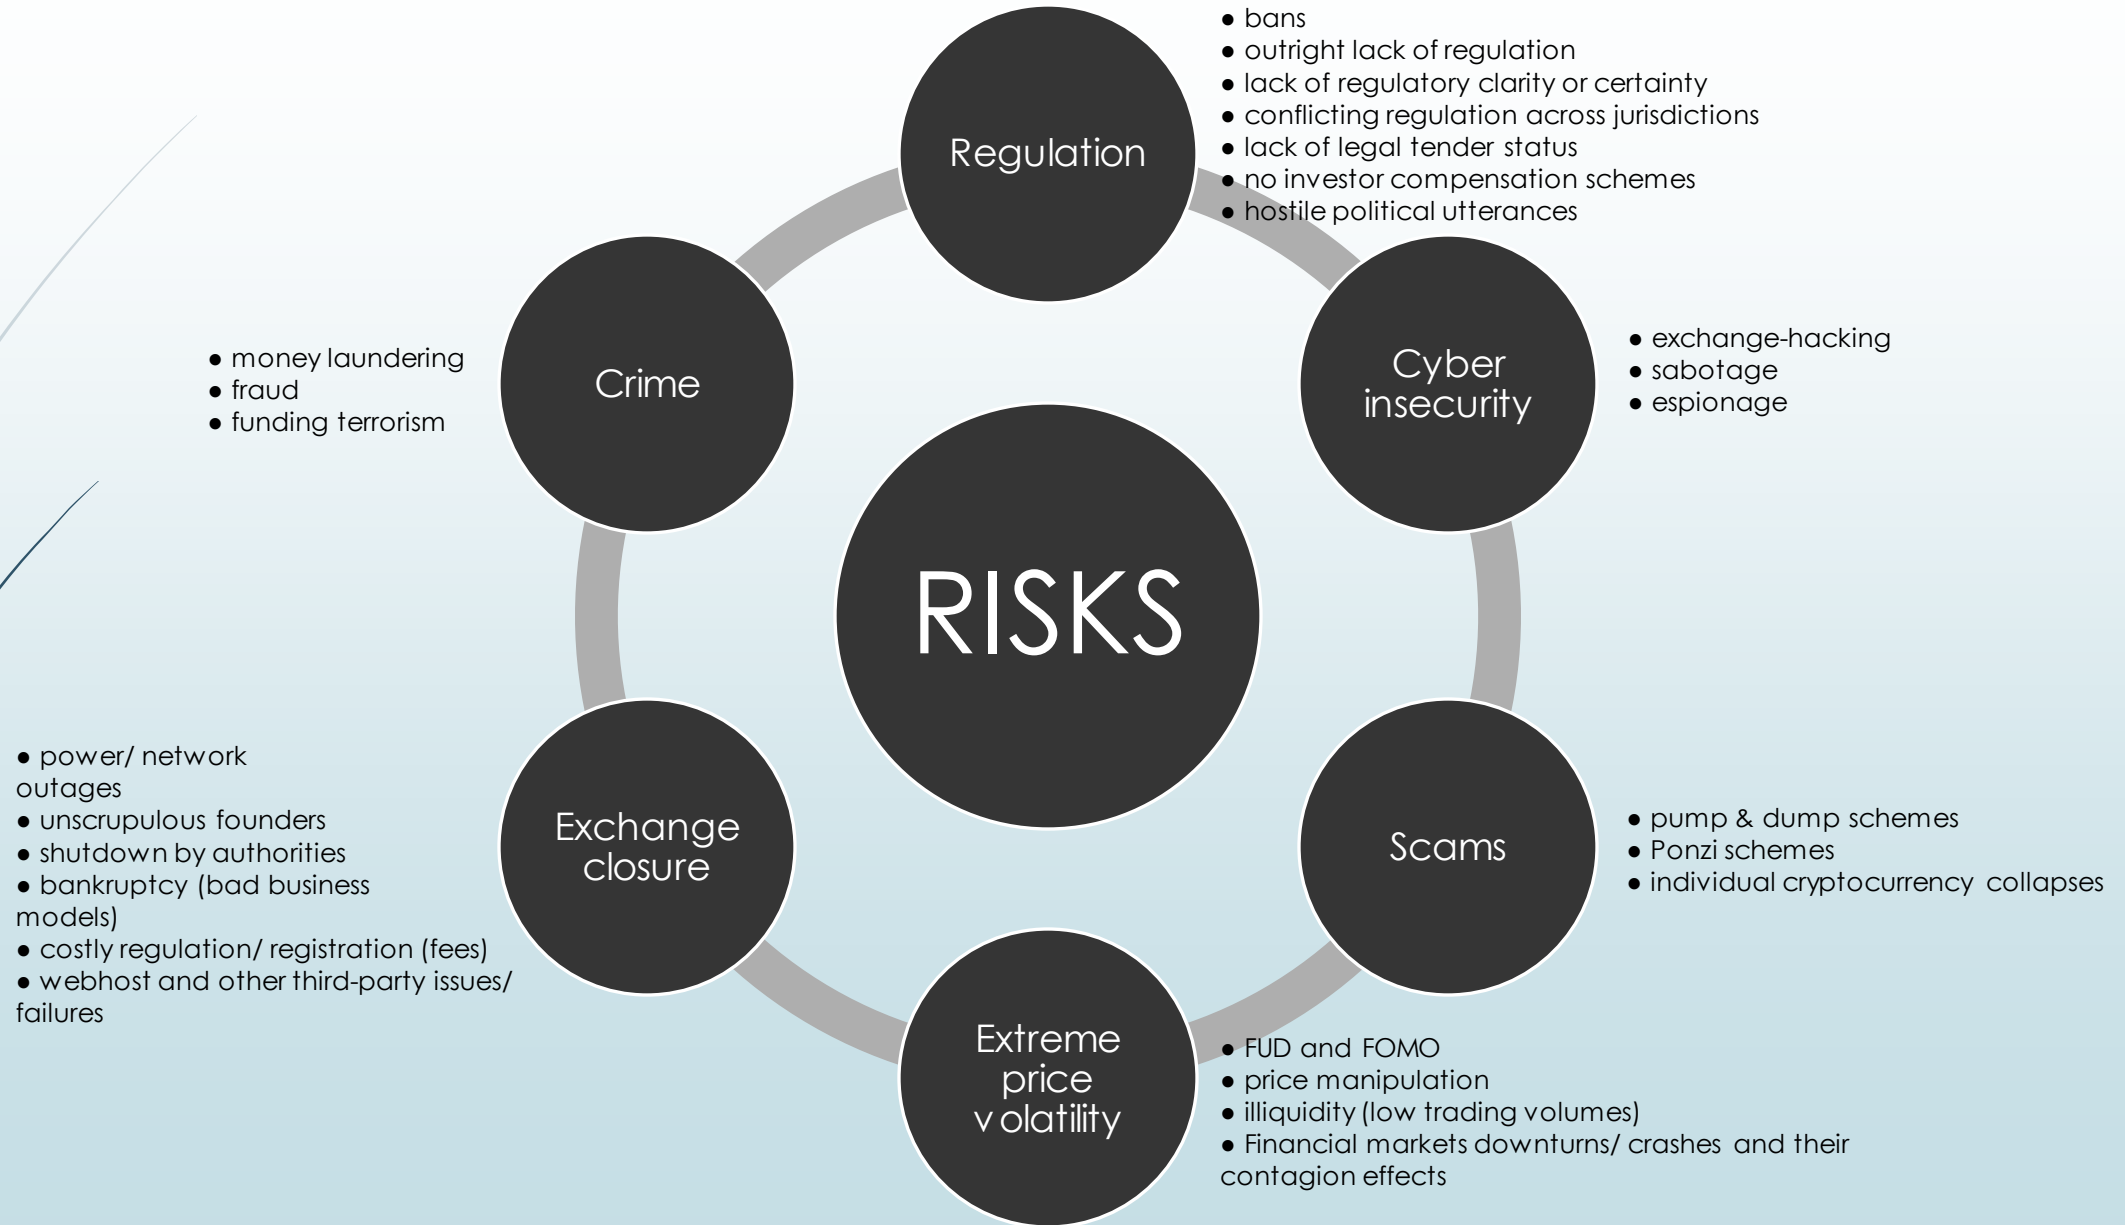 ● bans
● outright lack of regulation
● lack of regulatory clarity or certainty
● conflicting regulation across jurisdictions
● lack of legal tender status
● no investor compensation schemes
● hostile political utterances
Regulation
Cyber
insecurity
● exchange-hacking
● sabotage
● espionage
● money laundering
● fraud
● funding terrorism
Crime
RISKS
● power/ network
outages
● unscrupulous founders
● shutdown by authorities
● bankruptcy (bad business
models)
● costly regulation/ registration (fees)
● webhost and other third-party issues/
failures
Exchange
closure
Scams
● pump & dump schemes
● Ponzi schemes
● individual cryptocurrency collapses
Extreme
price
volatility
● FUD and FOMO
● price manipulation
● illiquidity (low trading volumes)
● Financial markets downturns/ crashes and their
contagion effects